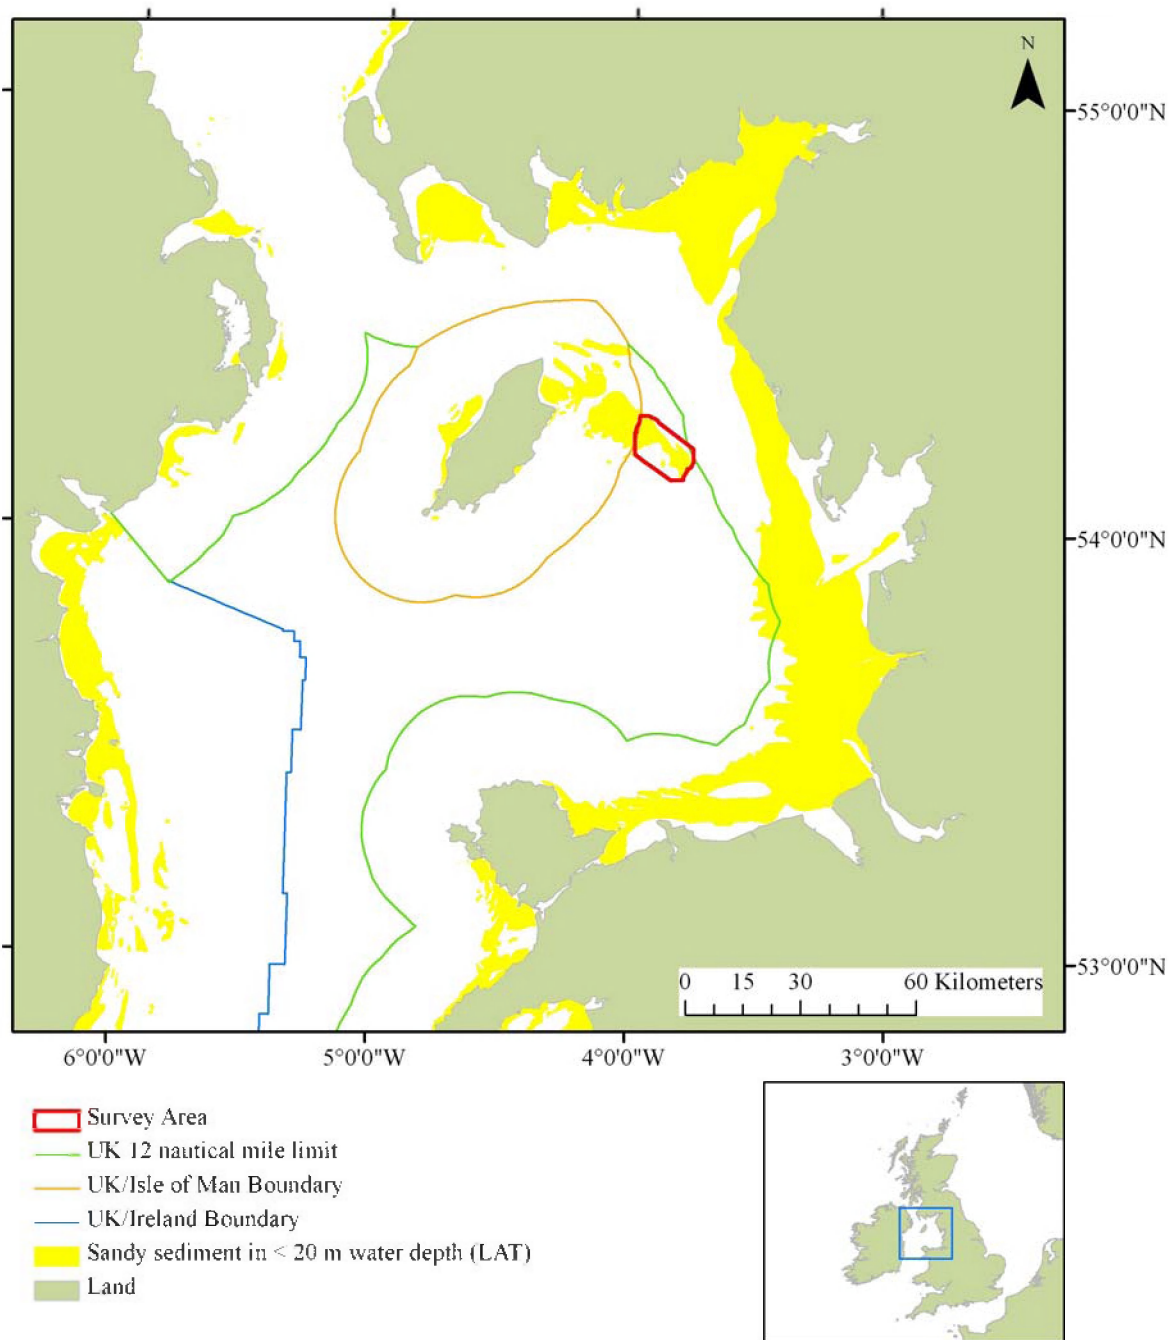 N
55°0'0"N
54°0'0"N
53°0'0"N
0 15 30 60 Kilometers
6°0'0"W 5°0'0"W 4°0'0"W 3°0'0"W
Survey Area
UK 12 nautical mile limit
UK/Isle of Man Boundary
UK/Ireland Boundary
Sandy sediment in < 20 m water depth (LAT)
Land